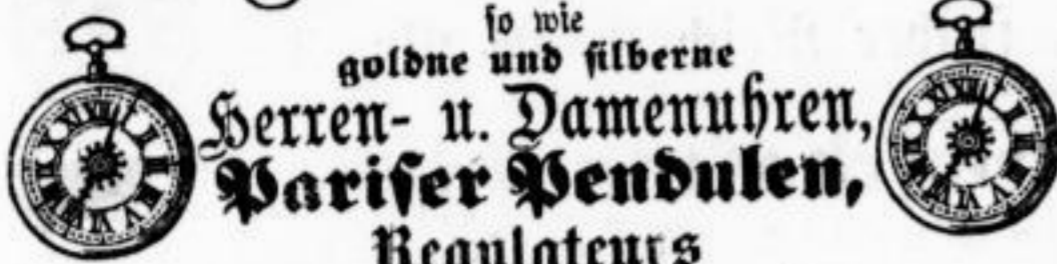 so wie
goldne und silberne
Herren- u. Damenuhren,
Pariser Pendulen,
Regulateurs